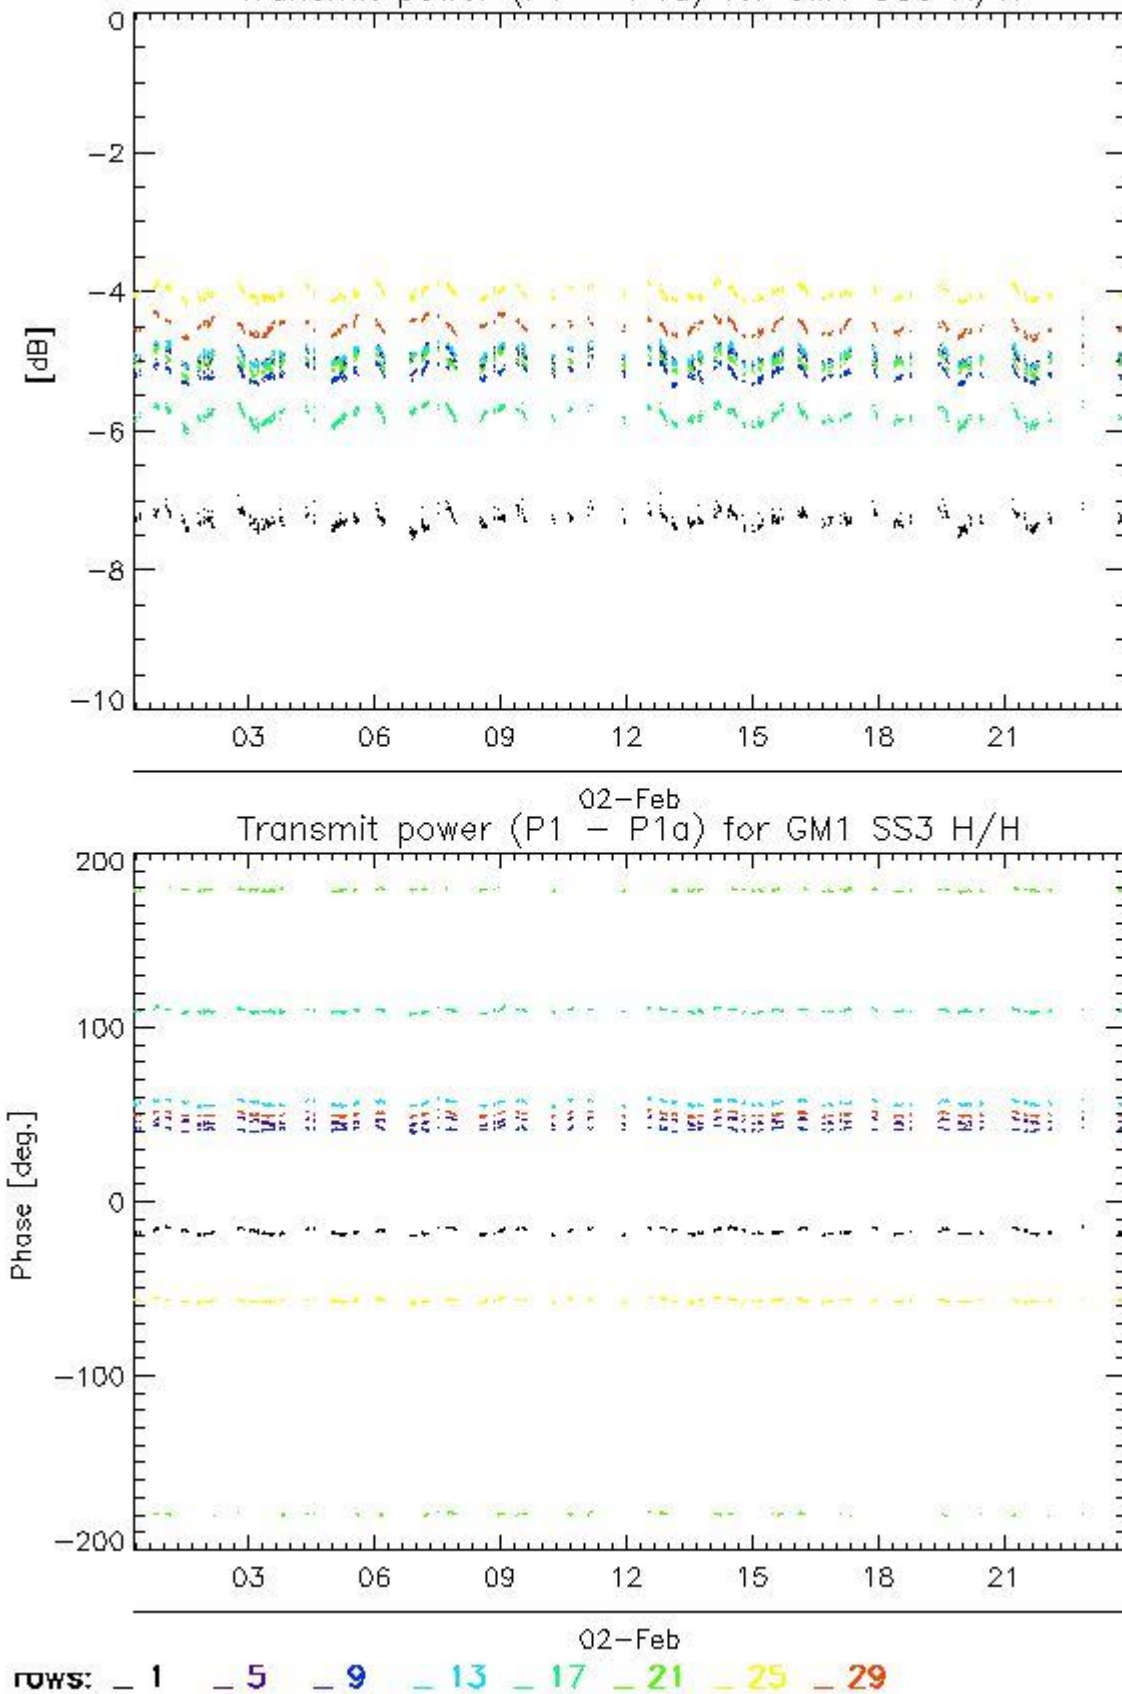 0
-2
-4
-6
-8
-10
[dB]
03 06 09 12 15 18 21
02-Feb
Transmit power (P1 - P1a) for GM1 SS3 H/H
200
100
0
-100
-200
Phase [deg.]
03 06 09 12 15 18 21
02-Feb
rows: _ 1 _ 5 _ 9 _ 13 _ 17 _ 21 _ 25 _ 29